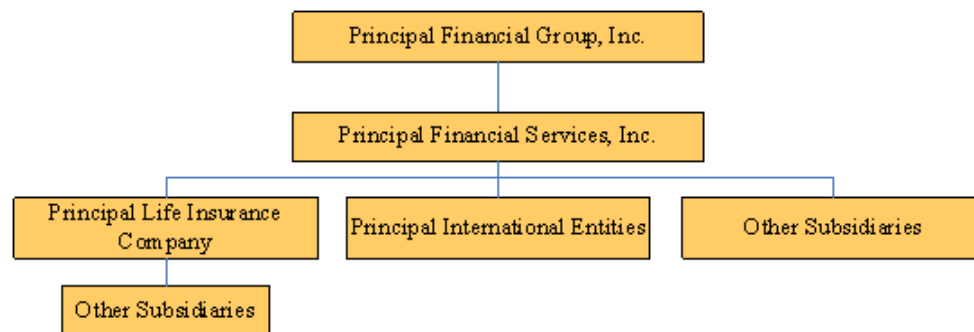 Principal Financial Group, Inc.
Principal Financial Services, Inc.
Principal Life Insurance
Company
Principal International Entities
Other Subsidiaries
Other Subsidiaries